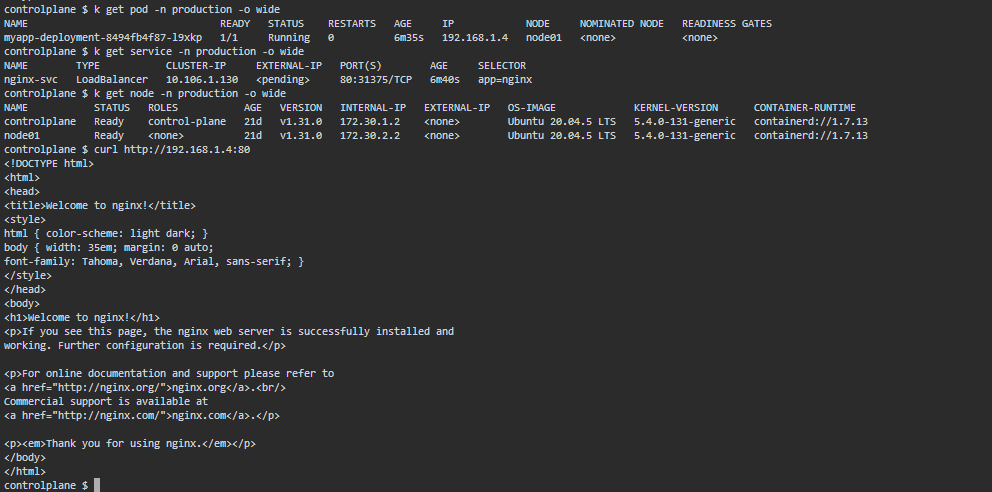 controlplane $ k get pod -n production -o wide
NAME                                READY   STATUS    RESTARTS   AGE     IP            NODE     NOMINATED NODE   READINESS GATES
myapp-deployment-8494fb4f87-l9xkp   1/1     Running   0          6m35s   192.168.1.4   node01   <none>           <none>
controlplane $ k get service -n production -o wide
NAME        TYPE           CLUSTER-IP     EXTERNAL-IP   PORT(S)        AGE     SELECTOR
nginx-svc   LoadBalancer   10.106.1.130   <pending>     80:31375/TCP   6m40s   app=nginx
controlplane $ k get node -n production -o wide
NAME           STATUS   ROLES           AGE   VERSION   INTERNAL-IP   EXTERNAL-IP   OS-IMAGE             KERNEL-VERSION      CONTAINER-RUNTIME
controlplane   Ready    control-plane   21d   v1.31.0   172.30.1.2    <none>        Ubuntu 20.04.5 LTS   5.4.0-131-generic   containerd://1.7.13
node01         Ready    <none>          21d   v1.31.0   172.30.2.2    <none>        Ubuntu 20.04.5 LTS   5.4.0-131-generic   containerd://1.7.13
controlplane $ curl http://192.168.1.4:80
<!DOCTYPE html>
<html>
<head>
<title>Welcome to nginx!</title>
<style>
html { color-scheme: light dark; }
body { width: 35em; margin: 0 auto;
font-family: Tahoma, Verdana, Arial, sans-serif; }
</style>
</head>
<body>
<h1>Welcome to nginx!</h1>
<p>If you see this page, the nginx web server is successfully installed and
working. Further configuration is required.</p>
<p>For online documentation and support please refer to
<a href="http://nginx.org/">nginx.org</a>.<br/>
Commercial support is available at
<a href="http://nginx.com/">nginx.com</a>.</p>
<p><em>Thank you for using nginx.</em></p>
</body>
</html>
controlplane $